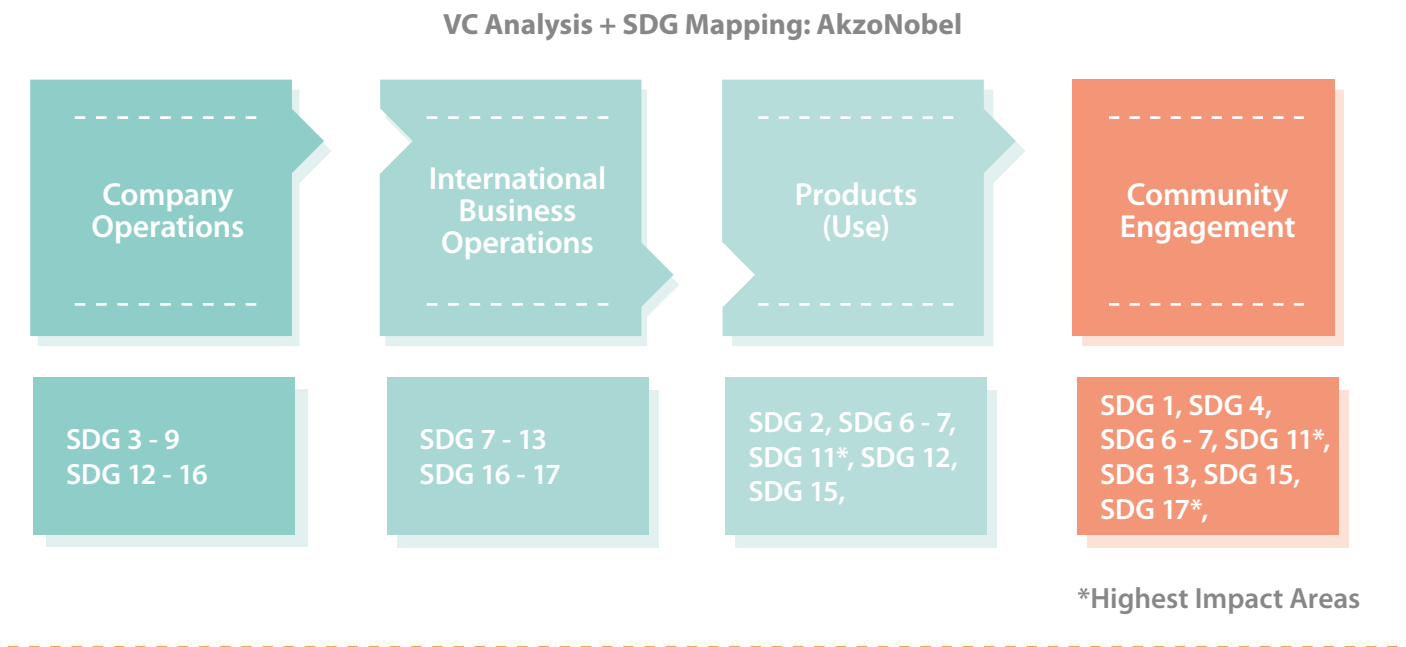 VC Analysis + SDG Mapping: AkzoNobel
Company
Operations
International
Business
Operations
Products
(Use)
Community
Engagement
SDG 3 - 9
SDG 12 - 16
SDG 7 - 13
SDG 16 - 17
SDG 2, SDG 6 - 7,
SDG 11*, SDG 12,
SDG 15,
SDG 1, SDG 4,
SDG 6 - 7, SDG 11*,
SDG 13, SDG 15,
SDG 17*,
*Highest Impact Areas